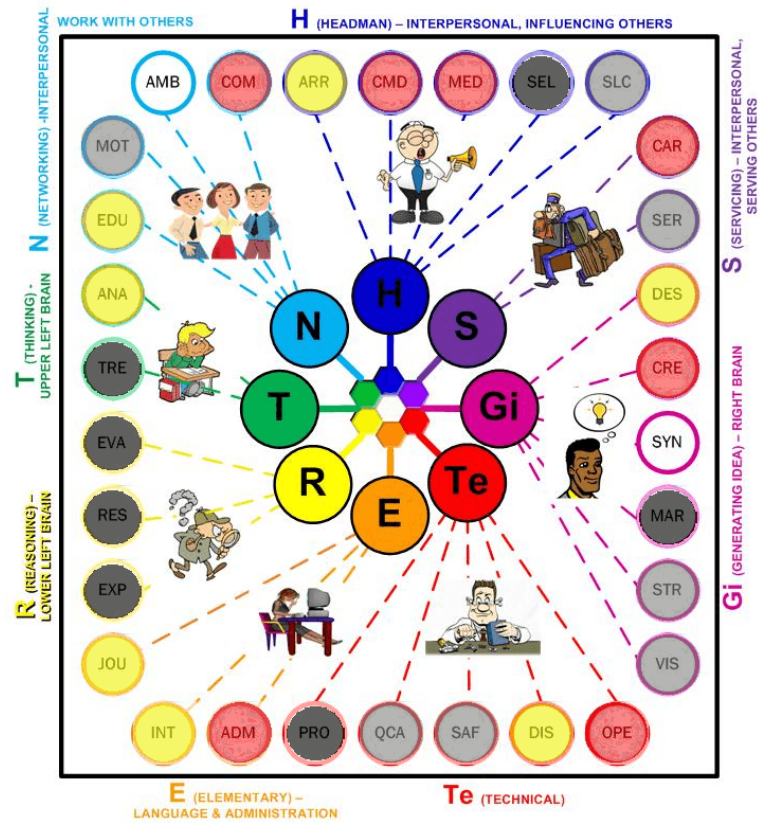 WORK WITH OTHERS
H (HEADMAN) – INTERPERSONAL, INFLUENCING OTHERS
N (NETWORKING) -INTERPERSONAL
T (THINKING) -
UPPER LEFT BRAIN
R (REASONING) –
LOWER LEFT BRAIN
AMB COM ARR CMD MED SEL SLC
MOT CAR
EDU SER
ANA DES
TRE CRE
EVA SYN
RES MAR
EXP STR
JOU VIS
INT ADM PRO QCA SAF DIS OPE
H
N S
T Gi
R Te
E
S (SERVICING) – INTERPERSONAL,
SERVING OTHERS
Gi (GENERATING IDEA) – RIGHT BRAIN
E (ELEMENTARY) –
LANGUAGE & ADMINISTRATION
Te (TECHNICAL)